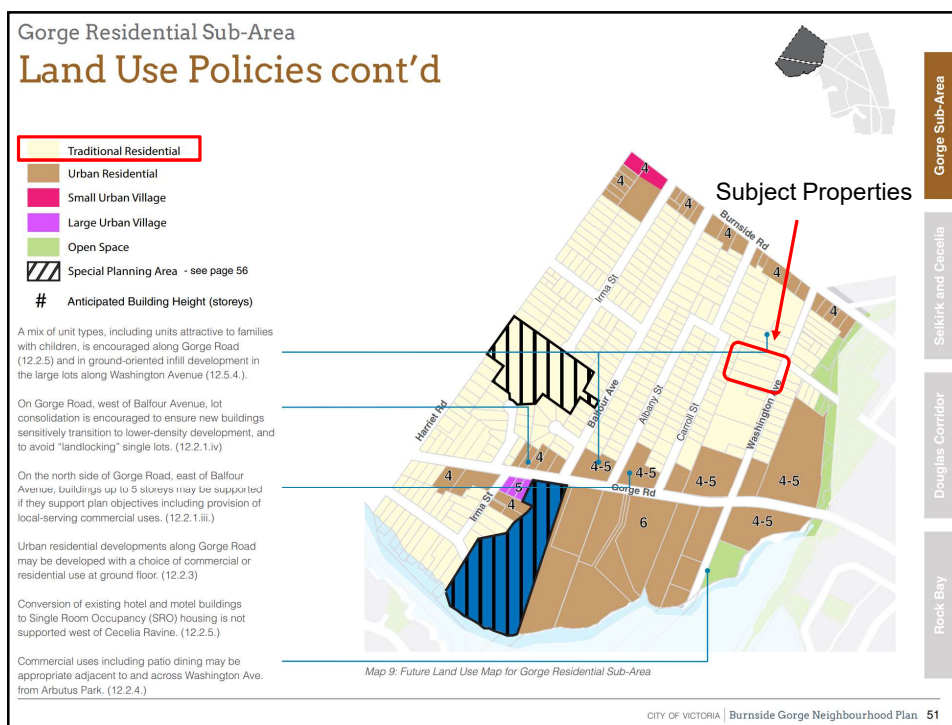 Gorge Residential Sub-Area
Land Use Policies cont'd
Traditional Residential
Urban Residential
Small Urban Village
Large Urban Village
Open Space
Special Planning Area - see page 56
# Anticipated Building Height (storeys)
A mix of unit types, including units attractive to families
with children, is encouraged along Gorge Road
(12.2.5) and in ground-oriented infill development in
the large lots along Washington Avenue (12.5.4.).
On Gorge Road, west of Balfour Avenue, lot
consolidation is encouraged to ensure new buildings
sensitively transition to lower-density development, and
to avoid "landlocking" single lots. (12.2.1.iv)
On the north side of Gorge Road, east of Balfour
Avenue, buildings up to 5 storeys may be supported
if they support plan objectives including provision of
local-serving commercial uses. (12.2.1.iii.)
Urban residential developments along Gorge Road
may be developed with a choice of commercial or
residential use at ground floor. (12.2.3)
Conversion of existing hotel and motel buildings
to Single Room Occupancy (SRO) housing is not
supported west of Cecelia Ravine. (12.2.5.)
Commercial uses including patio dining may be
appropriate adjacent to and across Washington Ave.
from Arbutus Park. (12.2.4.)
Subject Properties
4
4
4
Burnside Rd
4
4
4
Irma St
Harriet Rd
Balfour Ave
Albany St
Carroll St
Washington Ave
4
4
4-5
4-5
4-5
4-5
Gorge Rd
5
Irma St
4
6
4-5
Map 9: Future Land Use Map for Gorge Residential Sub-Area
Gorge Sub-Area
Selkirk and Cecelia
Douglas Corridor
Rock Bay
CITY OF VICTORIA | Burnside Gorge Neighbourhood Plan 51